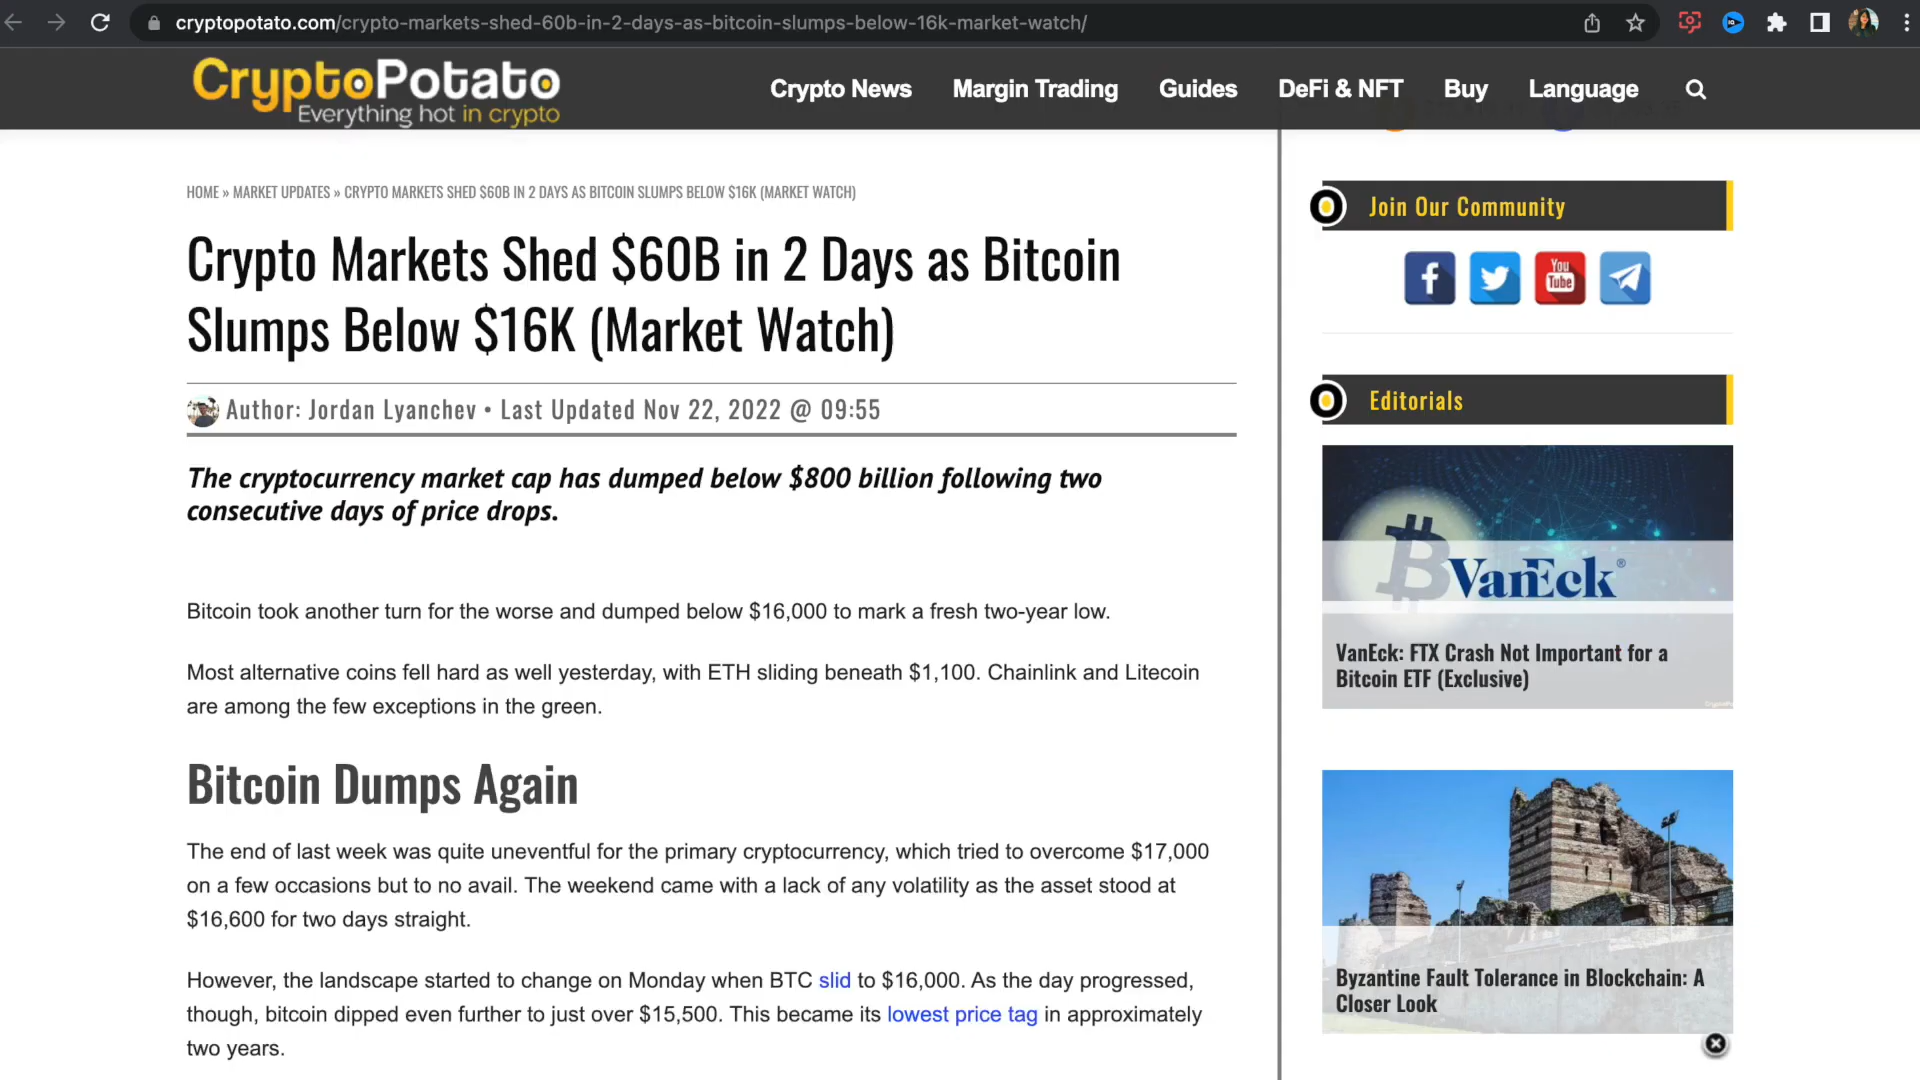 cryptopotato.com/crypto-markets-shed-60b-in-2-days-as-bitcoin-slumps-below-16k-market-watch/
CryptoPotato
Everything hot in crypto
Crypto News Margin Trading Guides DeFi & NFT Buy Language
HOME » MARKET UPDATES » CRYPTO MARKETS SHED $60B IN 2 DAYS AS BITCOIN SLUMPS BELOW $16K (MARKET WATCH)
Crypto Markets Shed $60B in 2 Days as Bitcoin
Slumps Below $16K (Market Watch)
Author: Jordan Lyanchev • Last Updated Nov 22, 2022 @ 09:55
The cryptocurrency market cap has dumped below $800 billion following two
consecutive days of price drops.
Bitcoin took another turn for the worse and dumped below $16,000 to mark a fresh two-year low.
Most alternative coins fell hard as well yesterday, with ETH sliding beneath $1,100. Chainlink and Litecoin
are among the few exceptions in the green.
Bitcoin Dumps Again
The end of last week was quite uneventful for the primary cryptocurrency, which tried to overcome $17,000
on a few occasions but to no avail. The weekend came with a lack of any volatility as the asset stood at
$16,600 for two days straight.
However, the landscape started to change on Monday when BTC slid to $16,000. As the day progressed,
though, bitcoin dipped even further to just over $15,500. This became its lowest price tag in approximately
two years.
Join Our Community
You
Tube
Editorials
VanEck®
VanEck: FTX Crash Not Important for a
Bitcoin ETF (Exclusive)
Byzantine Fault Tolerance in Blockchain: A
Closer Look